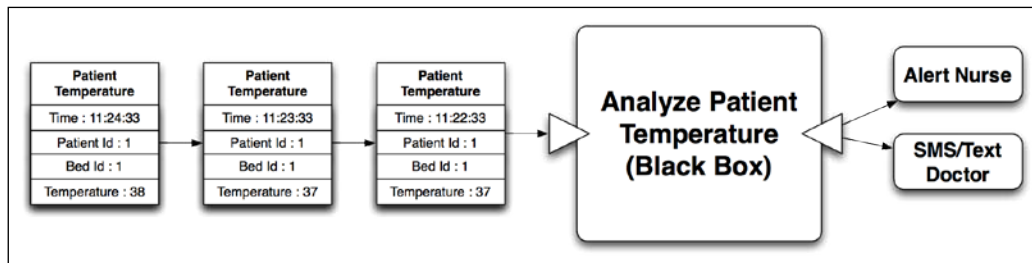 Patient
Temperature
Time : 11:24:33
Patient Id : 1
Bed Id : 1
Temperature : 38
Patient
Temperature
Time : 11:23:33
Patient Id : 1
Bed Id : 1
Temperature : 37
Patient
Temperature
Time : 11:22:33
Patient Id : 1
Bed Id : 1
Temperature : 37
Analyze Patient
Temperature
(Black Box)
Alert Nurse
SMS/Text
Doctor